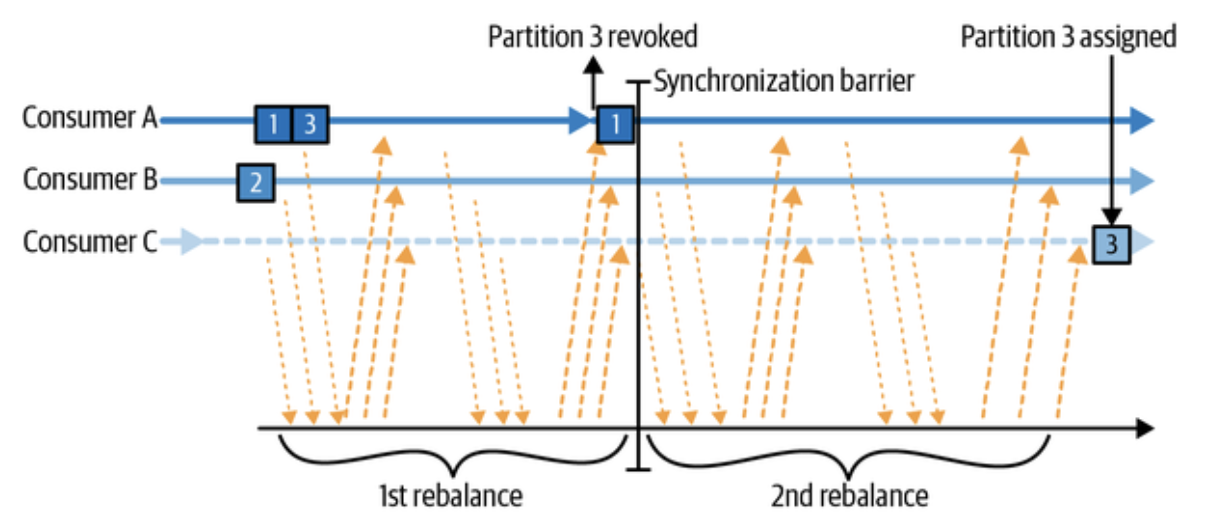 Partition 3 revoked
Partition 3 assigned
Synchronization barrier
Consumer A
1 3
1
Consumer B
2
Consumer C
3
1st rebalance
2nd rebalance